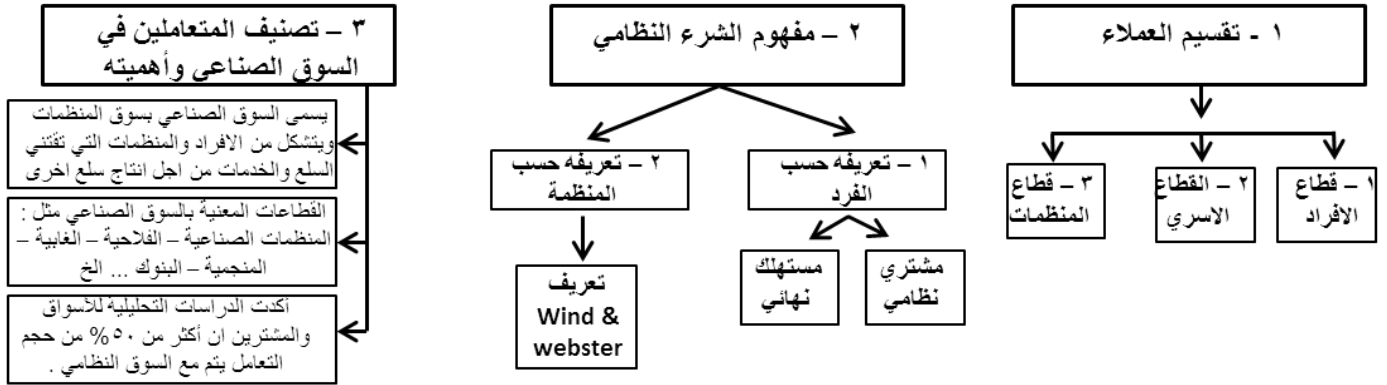 ١ - تقسيم العملاء
١ – قطاع
الافراد
٢ – القطاع
الاسري
٣ – قطاع
المنظمات
٢ – مفهوم الشرء النظامي
١ – تعريفه حسب
الفرد
مشتري
نظامي
مستهلك
نهائي
٢ – تعريفه حسب
المنظمة
تعريف
Wind &
webster
٣ – تصنيف المتعاملين في
السوق الصناعي وأهميته
يسمى السوق الصناعي بسوق المنظمات
ويتشكل من الافراد والمنظمات التي تقتني
السلع والخدمات من اجل انتاج سلع اخرى
القطاعات المعنية بالسوق الصناعي مثل :
المنظمات الصناعية – الفلاحية – الغابية –
المنجمية – البنوك ... الخ
أكدت الدراسات التحليلية للأسواق
والمشترين ان أكثر من ٥٠% من حجم
التعامل يتم مع السوق النظامي .